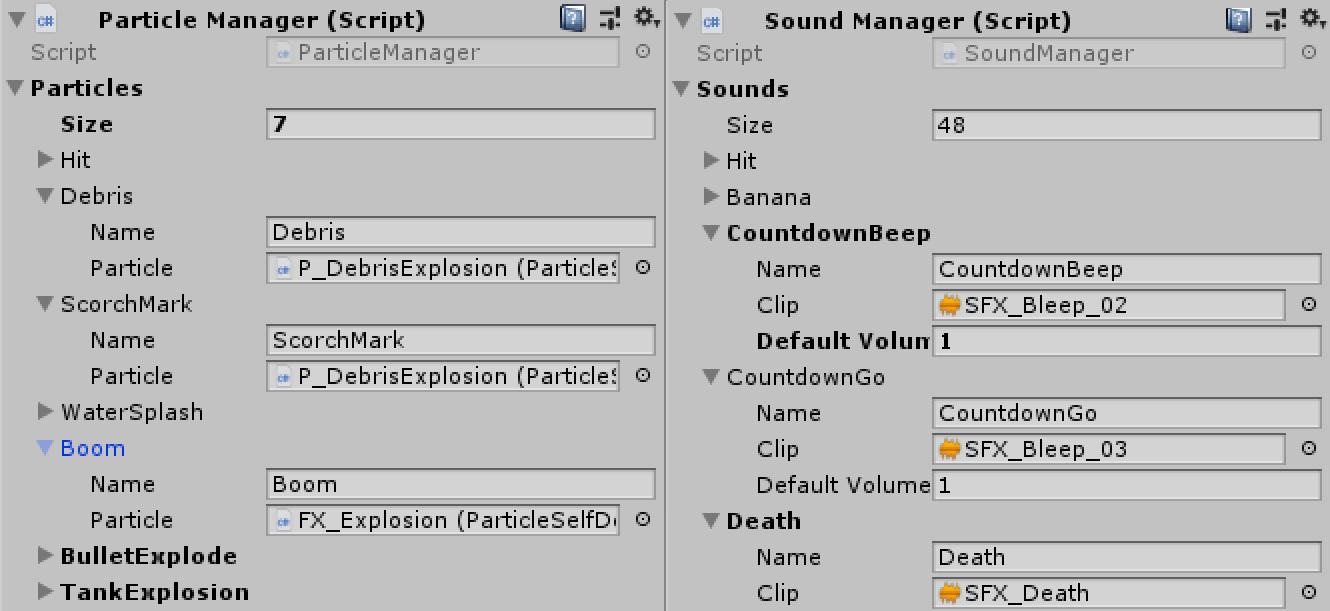 Particle Manager (Script)
Script ParticleManager
Particles
Size 7
Hit
Debris
Name Debris
Particle P_DebrisExplosion (ParticleS
ScorchMark
Name ScorchMark
Particle P_DebrisExplosion (ParticleS
WaterSplash
Boom
Name Boom
Particle FX_Explosion (ParticleSelfD
BulletExplode
TankExplosion
Sound Manager (Script)
Script SoundManager
Sounds
Size 48
Hit
Banana
CountdownBeep
Name CountdownBeep
Clip SFX_Bleep_02
Default Volum 1
CountdownGo
Name CountdownGo
Clip SFX_Bleep_03
Default Volume 1
Death
Name Death
Clip SFX_Death